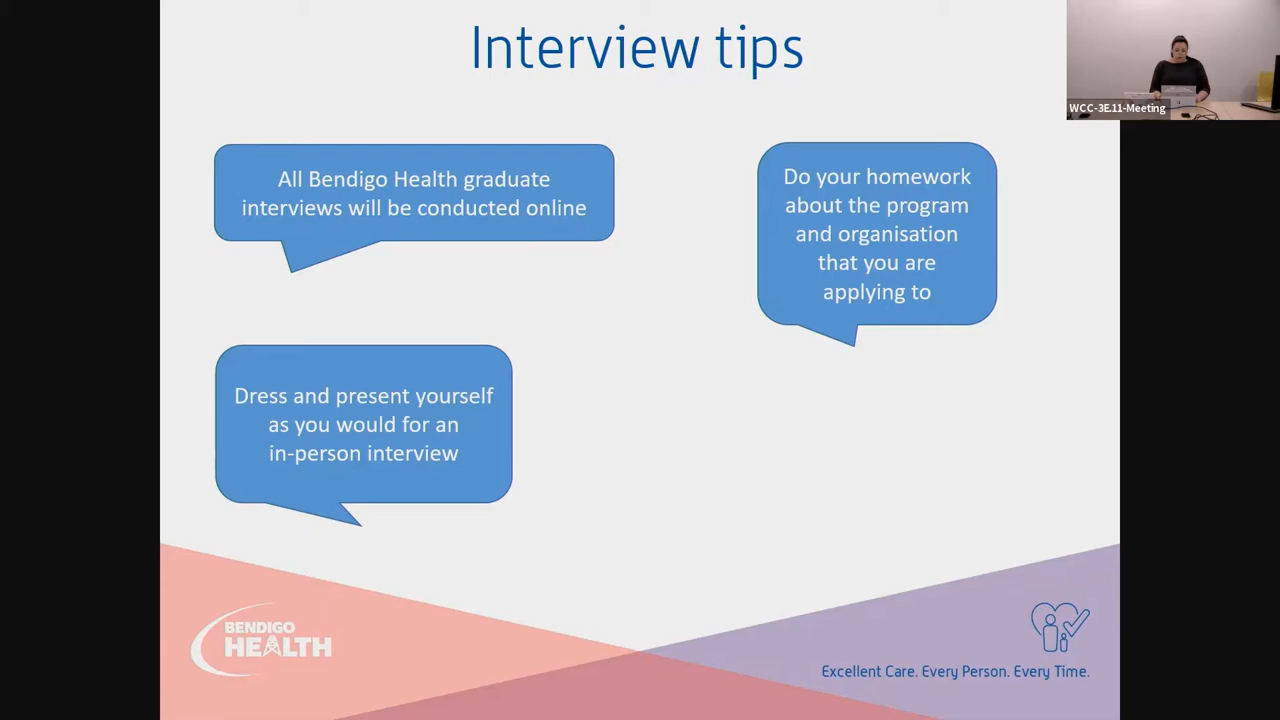 Interview tips
WCC-3E.11-Meeting
All Bendigo Health graduate
interviews will be conducted online
Do your homework
about the program
and organisation
that you are
applying to
Dress and present yourself
as you would for an
in-person interview
BENDIGO
HEALTH
Excellent Care. Every Person. Every Time.